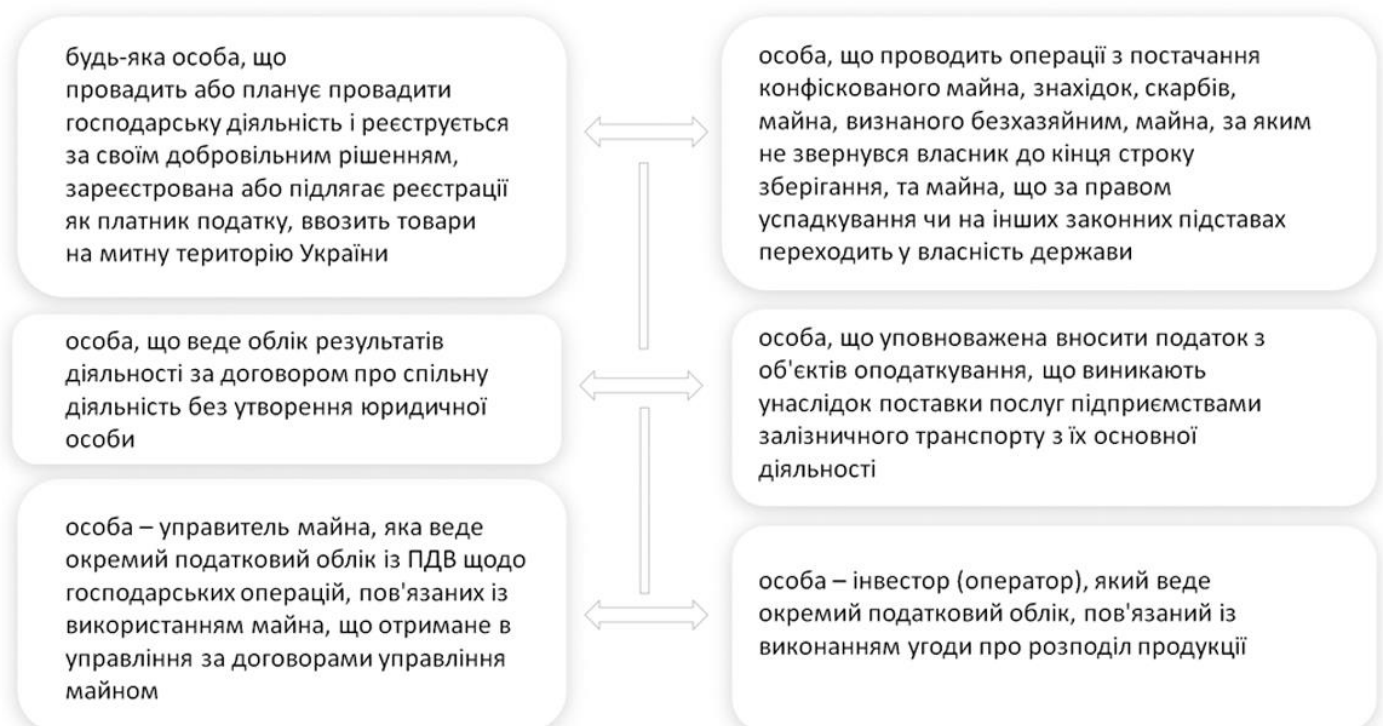 будь-яка особа, що
провадить або планує провадити
господарську діяльність і реєструється
за своїм добровільним рішенням,
зареєстрована або підлягає реєстрації
як платник податку, ввозить товари
на митну територію України
особа, що проводить операції з постачання
конфіскованого майна, знахідок, скарбів,
майна, визнаного безхазяйним, майна, за яким
не звернувся власник до кінця строку
зберігання, та майна, що за правом
успадкування чи на інших законних підставах
переходить у власність держави
особа, що веде облік результатів
діяльності за договором про спільну
діяльність без утворення юридичної
особи
особа, що уповноважена вносити податок з
об'єктів оподаткування, що виникають
унаслідок поставки послуг підприємствами
залізничного транспорту з їх основної
діяльності
особа – управитель майна, яка веде
окремий податковий облік із ПДВ щодо
господарських операцій, пов'язаних із
використанням майна, що отримане в
управління за договорами управління
майном
особа – інвестор (оператор), який веде
окремий податковий облік, пов'язаний із
виконанням угоди про розподіл продукції